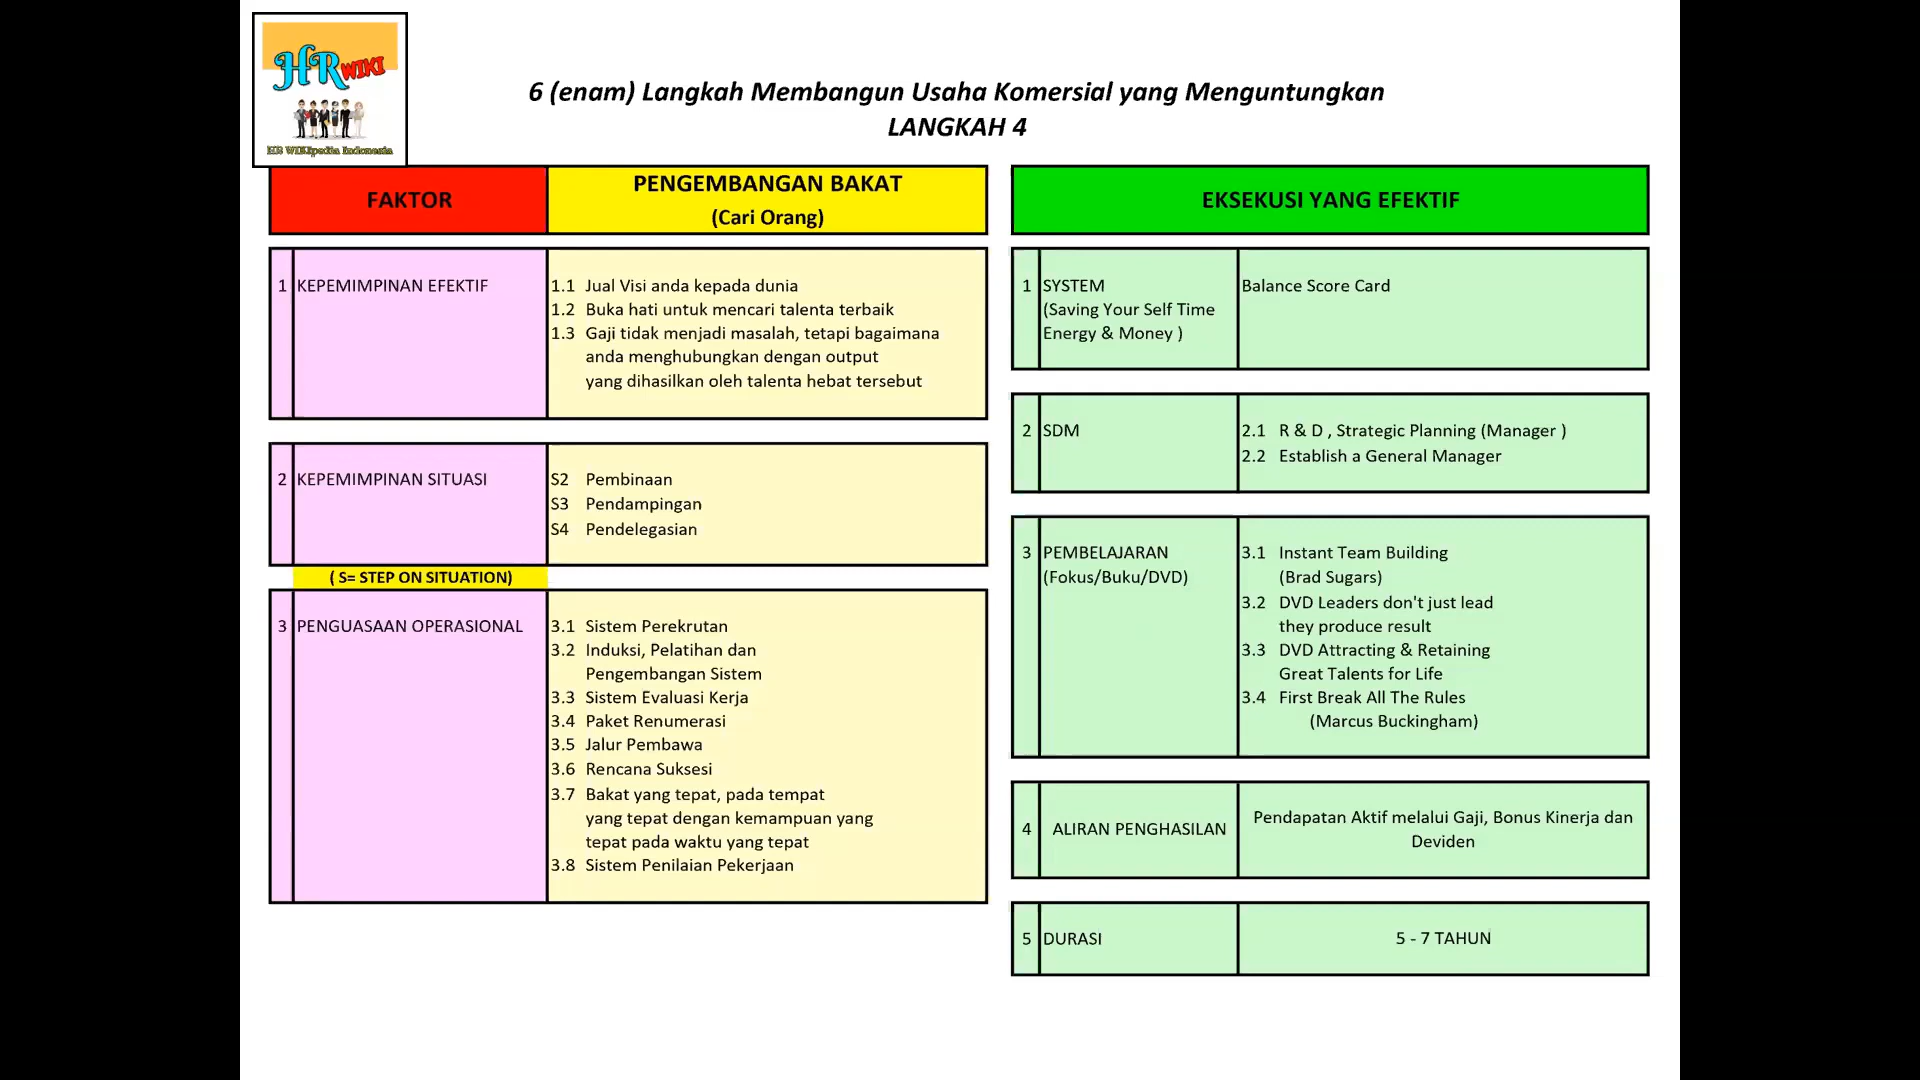 HR WIKI
HR WIKIpedia Indonesia
6 (enam) Langkah Membangun Usaha Komersial yang Menguntungkan
LANGKAH 4
FAKTOR
PENGEMBANGAN BAKAT
(Cari Orang)
1 KEPEMIMPINAN EFEKTIF
1.1 Jual Visi anda kepada dunia
1.2 Buka hati untuk mencari talenta terbaik
1.3 Gaji tidak menjadi masalah, tetapi bagaimana
anda menghubungkan dengan output
yang dihasilkan oleh talenta hebat tersebut
2 KEPEMIMPINAN SITUASI
S2 Pembinaan
S3 Pendampingan
S4 Pendelegasian
( S= STEP ON SITUATION)
3 PENGUASAAN OPERASIONAL
3.1 Sistem Perekrutan
3.2 Induksi, Pelatihan dan
Pengembangan Sistem
3.3 Sistem Evaluasi Kerja
3.4 Paket Renumerasi
3.5 Jalur Pembawa
3.6 Rencana Suksesi
3.7 Bakat yang tepat, pada tempat
yang tepat dengan kemampuan yang
tepat pada waktu yang tepat
3.8 Sistem Penilaian Pekerjaan
EKSEKUSI YANG EFEKTIF
1 SYSTEM
(Saving Your Self Time
Energy & Money )
Balance Score Card
2 SDM
2.1 R & D , Strategic Planning (Manager )
2.2 Establish a General Manager
3 PEMBELAJARAN
(Fokus/Buku/DVD)
3.1 Instant Team Building
(Brad Sugars)
3.2 DVD Leaders don't just lead
they produce result
3.3 DVD Attracting & Retaining
Great Talents for Life
3.4 First Break All The Rules
(Marcus Buckingham)
4 ALIRAN PENGHASILAN
Pendapatan Aktif melalui Gaji, Bonus Kinerja dan
Deviden
5 DURASI
5 - 7 TAHUN